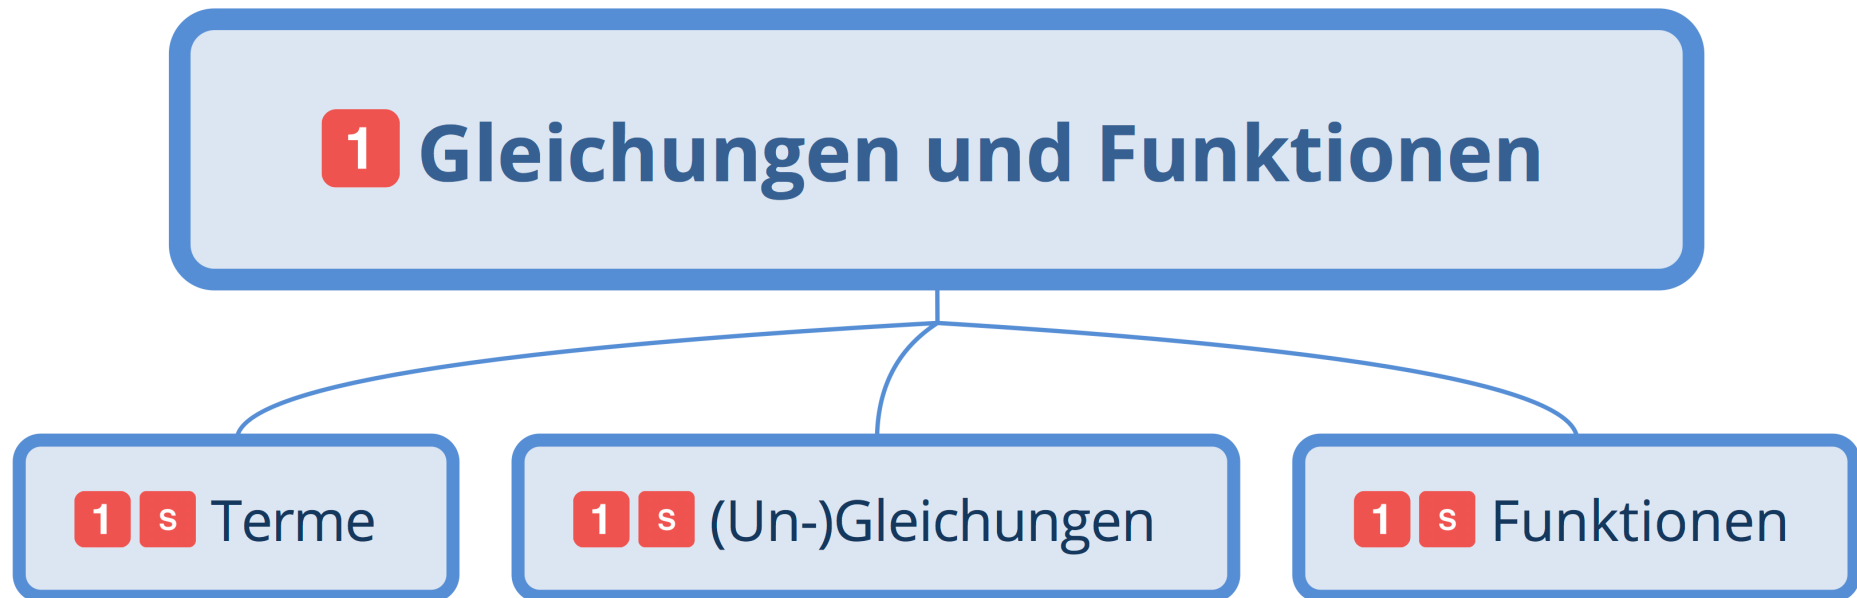 1 Gleichungen und Funktionen
1 S Terme
1 S (Un-)Gleichungen
1 S Funktionen